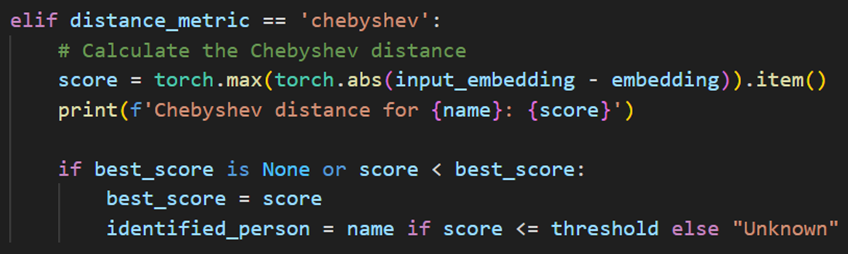 elif distance_metric == 'chebyshev':
    # Calculate the Chebyshev distance
    score = torch.max(torch.abs(input_embedding - embedding)).item()
    print(f'Chebyshev distance for {name}: {score}')

    if best_score is None or score < best_score:
        best_score = score
        identified_person = name if score <= threshold else "Unknown"